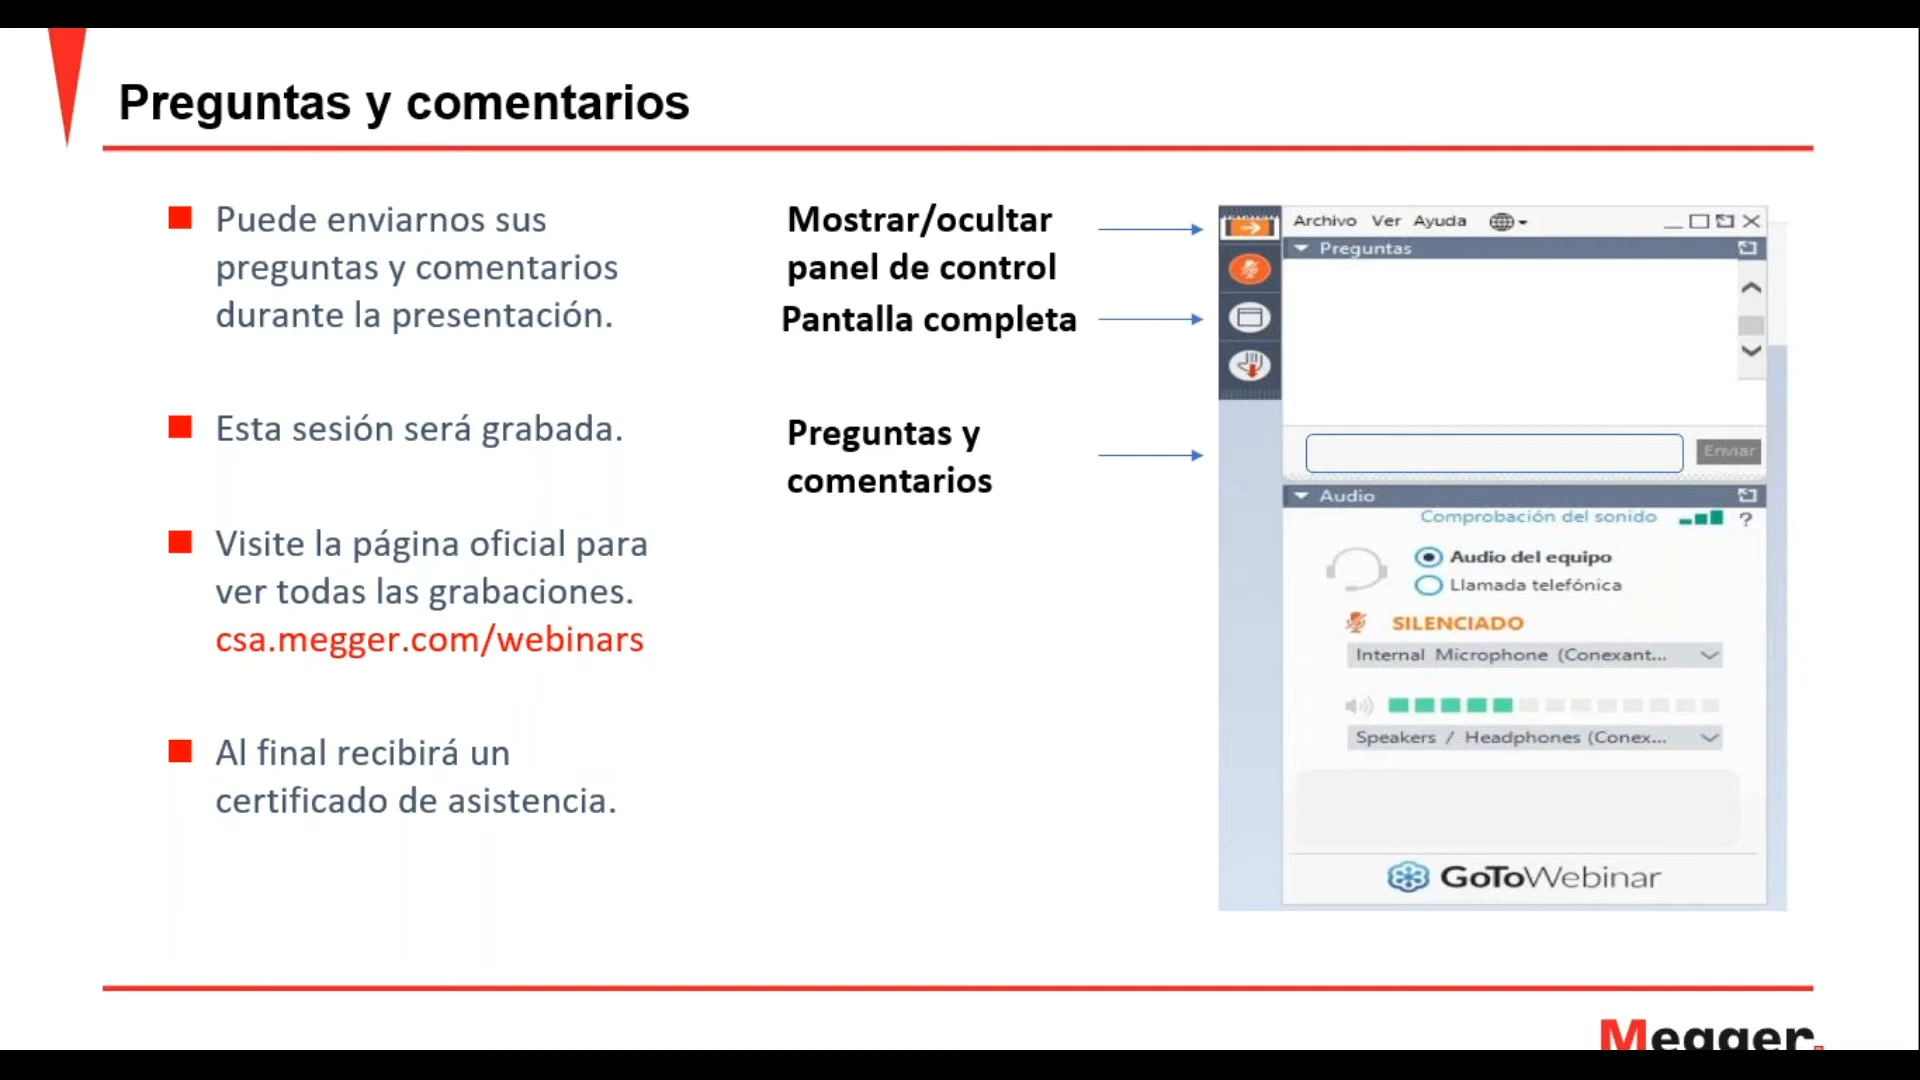 Preguntas y comentarios
Puede enviarnos sus
preguntas y comentarios
durante la presentación.
Esta sesión será grabada.
Visite la página oficial para
ver todas las grabaciones.
csa.megger.com/webinars
Al final recibirá un
certificado de asistencia.
Mostrar/ocultar
panel de control
Pantalla completa
Preguntas y
comentarios
Archivo Ver Ayuda
Preguntas
Enviar
Audio
Comprobación del sonido ?
Audio del equipo
Llamada telefónica
SILENCIADO
Internal Microphone (Conexant...
Speakers / Headphones (Conex...
GoToWebinar
Megger.